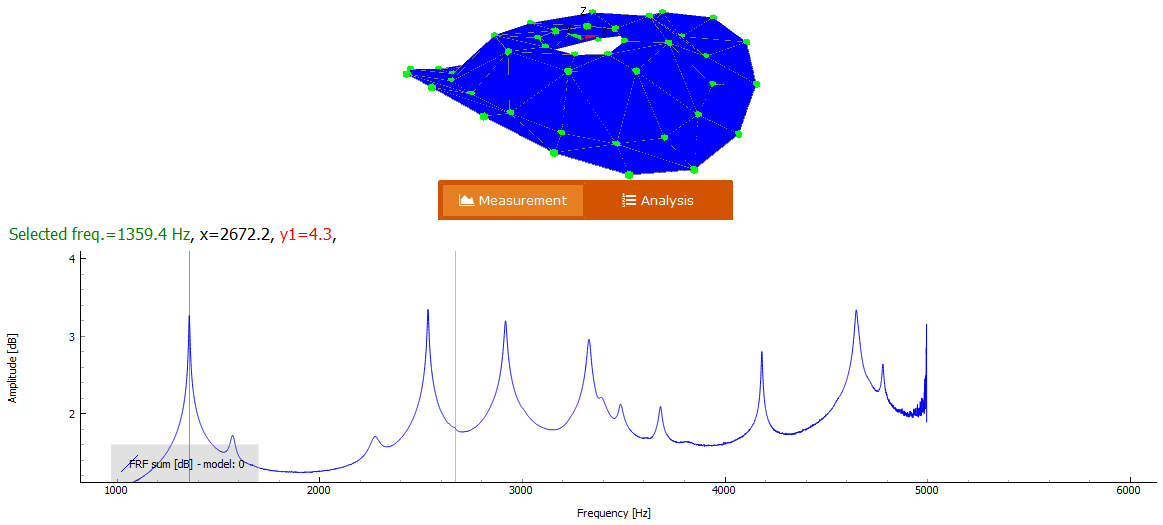 Z
Measurement
Analysis
Selected freq.=1359.4 Hz, x=2672.2, y1=4.3,
4
3
2
Amplitude [dB]
FRF sum [dB] - model: 0
1000 2000 3000 4000 5000 6000
Frequency [Hz]